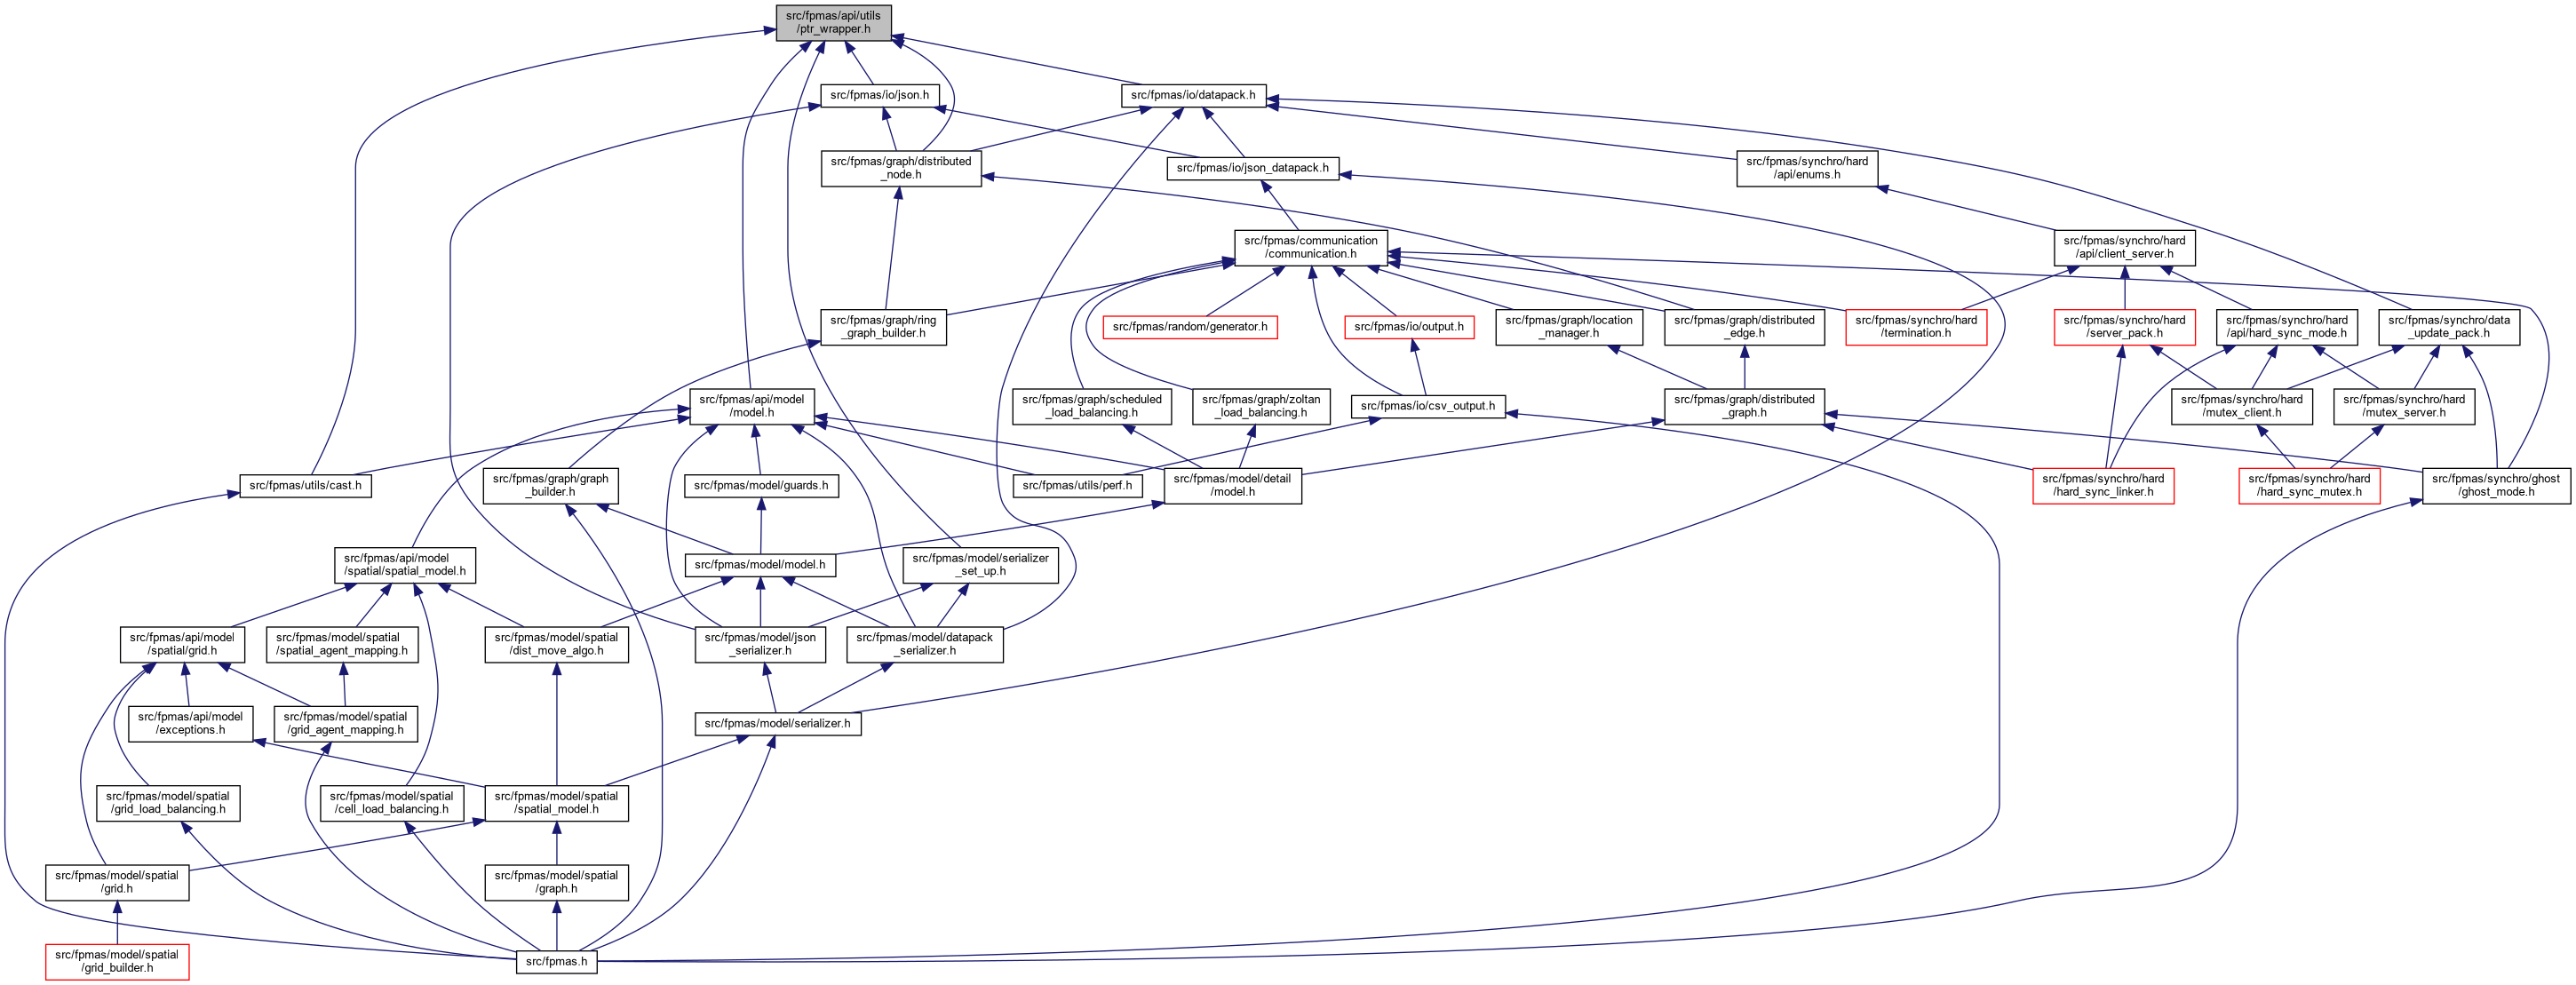 src/fpmas/api/utils
/ptr_wrapper.h
src/fpmas/io/json.h
src/fpmas/io/datapack.h
src/fpmas/graph/distributed
_node.h
src/fpmas/io/json_datapack.h
src/fpmas/synchro/hard
/api/enums.h
src/fpmas/communication
/communication.h
src/fpmas/synchro/hard
/api/client_server.h
src/fpmas/graph/ring
_graph_builder.h
src/fpmas/random/generator.h
src/fpmas/io/output.h
src/fpmas/graph/location
_manager.h
src/fpmas/graph/distributed
_edge.h
src/fpmas/synchro/hard
/termination.h
src/fpmas/synchro/hard
/server_pack.h
src/fpmas/synchro/hard
/api/hard_sync_mode.h
src/fpmas/synchro/data
_update_pack.h
src/fpmas/api/model
/model.h
src/fpmas/graph/scheduled
_load_balancing.h
src/fpmas/graph/zoltan
_load_balancing.h
src/fpmas/io/csv_output.h
src/fpmas/graph/distributed
_graph.h
src/fpmas/synchro/hard
/mutex_client.h
src/fpmas/synchro/hard
/mutex_server.h
src/fpmas/utils/cast.h
src/fpmas/graph/graph
_builder.h
src/fpmas/model/guards.h
src/fpmas/utils/perf.h
src/fpmas/model/detail
/model.h
src/fpmas/synchro/hard
/hard_sync_linker.h
src/fpmas/synchro/hard
/hard_sync_mutex.h
src/fpmas/synchro/ghost
/ghost_mode.h
src/fpmas/api/model
/spatial/spatial_model.h
src/fpmas/model/model.h
src/fpmas/model/serializer
_set_up.h
src/fpmas/api/model
/spatial/grid.h
src/fpmas/model/spatial
/spatial_agent_mapping.h
src/fpmas/model/spatial
/dist_move_algo.h
src/fpmas/model/json
_serializer.h
src/fpmas/model/datapack
_serializer.h
src/fpmas/api/model
/exceptions.h
src/fpmas/model/spatial
/grid_agent_mapping.h
src/fpmas/model/serializer.h
src/fpmas/model/spatial
/grid_load_balancing.h
src/fpmas/model/spatial
/cell_load_balancing.h
src/fpmas/model/spatial
/spatial_model.h
src/fpmas/model/spatial
/grid.h
src/fpmas/model/spatial
/graph.h
src/fpmas/model/spatial
/grid_builder.h
src/fpmas.h